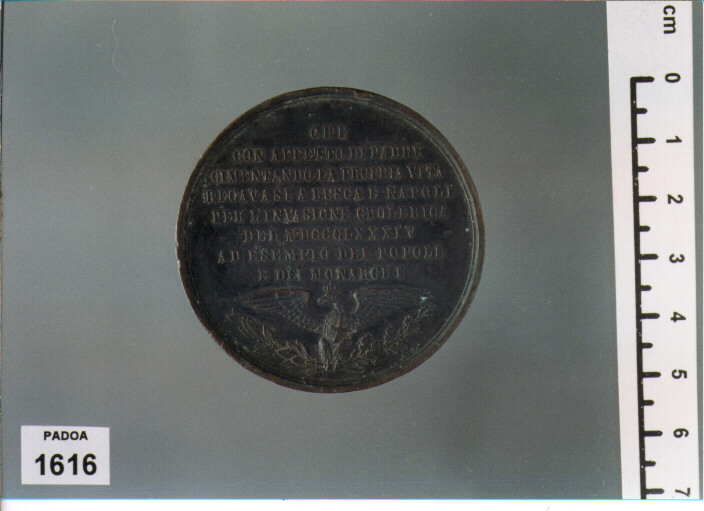 CHE
CON AFFETTO DI PADRE
CIMENTANDO LA PROPRIA VITA
RECAVASI A BUSCA E NAPOLI
PER L'INVASIONE CHOLERICA
DEL MDCCCLXXXIV
AD ESEMPIO DEI POPOLI
E DEI MONARCHI
PADOA
1616
cm
0
1
2
3
4
5
6
7